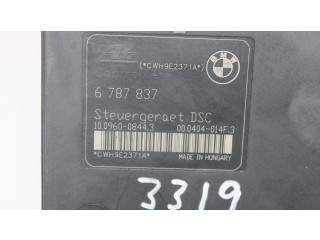 BMW
(*CWH9E2371A*)
6 787 837
Steuergeraet DSC
10.0960-0844.3 00.0404-014F.3
*CWH9E2371A*
MADE IN HUNGARY
3319